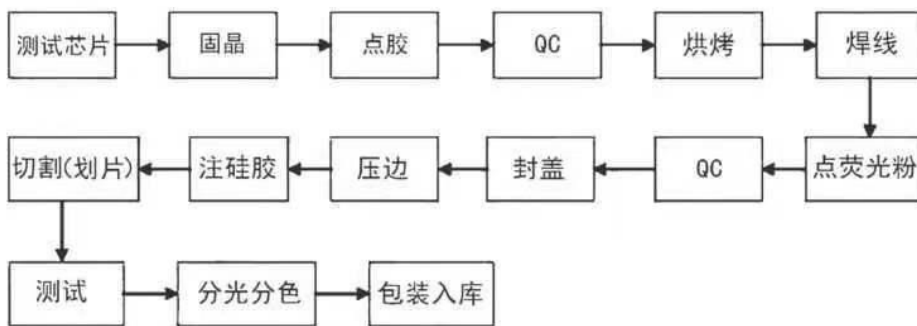 测试芯片
固晶
点胶
QC
烘烤
焊线
点荧光粉
QC
封盖
压边
注硅胶
切割(划片)
测试
分光分色
包装入库